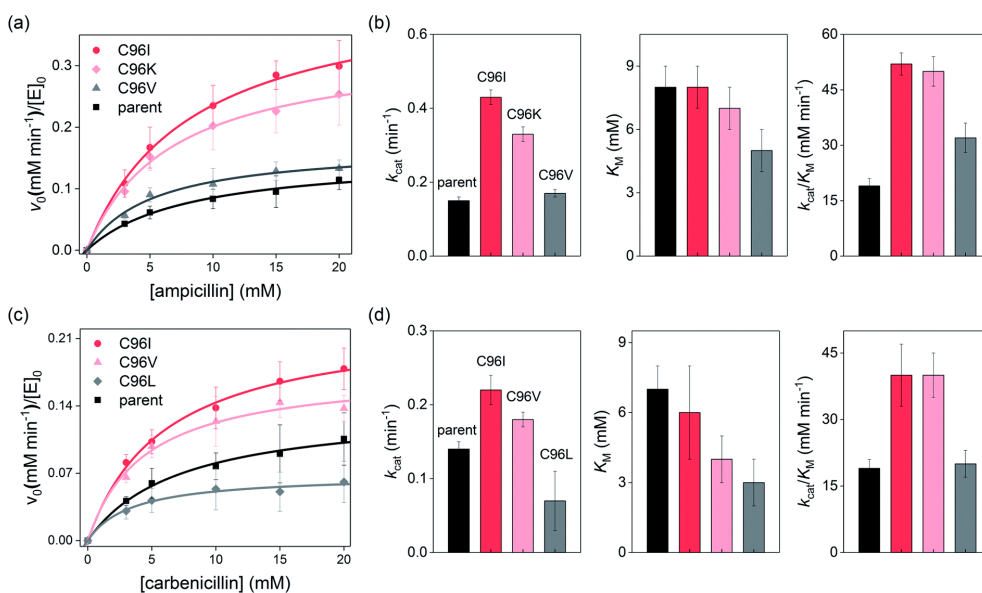 (a)
C96I
C96K
C96V
parent
v₀(mM min⁻¹)/[E]₀
0.3
0.2
0.1
0.0
0 5 10 15 20
[ampicillin] (mM)
(b)
kcat (min⁻¹)
0.6
0.4
0.2
0.0
parent
C96I
C96K
C96V
KM (mM)
9
6
3
0
kcat/KM (mM min⁻¹)
60
45
30
15
0
(c)
C96I
C96V
C96L
parent
v₀(mM min⁻¹)/[E]₀
0.21
0.14
0.07
0.00
0 5 10 15 20
[carbenicillin] (mM)
(d)
kcat (min⁻¹)
0.3
0.2
0.1
0.0
parent
C96I
C96V
C96L
KM (mM)
9
6
3
0
kcat/KM (mM min⁻¹)
45
30
15
0